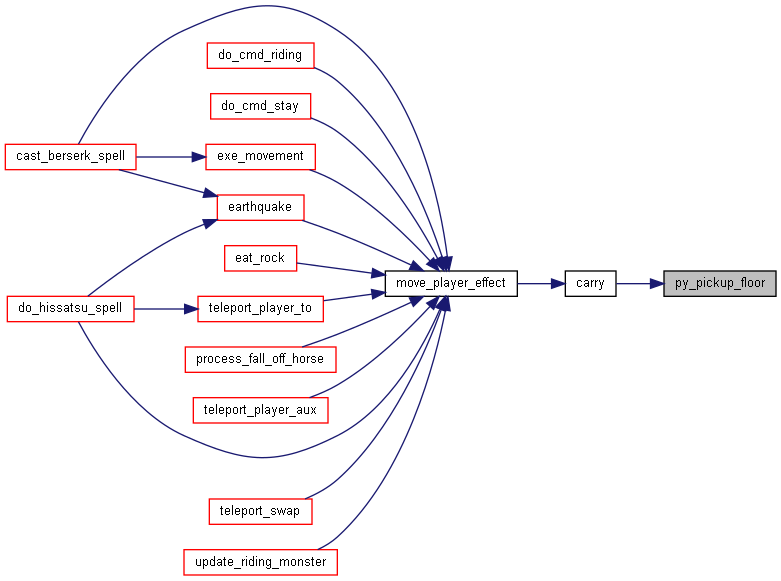 do_cmd_riding
do_cmd_stay
cast_berserk_spell
exe_movement
earthquake
eat_rock
move_player_effect
carry
py_pickup_floor
do_hissatsu_spell
teleport_player_to
process_fall_off_horse
teleport_player_aux
teleport_swap
update_riding_monster